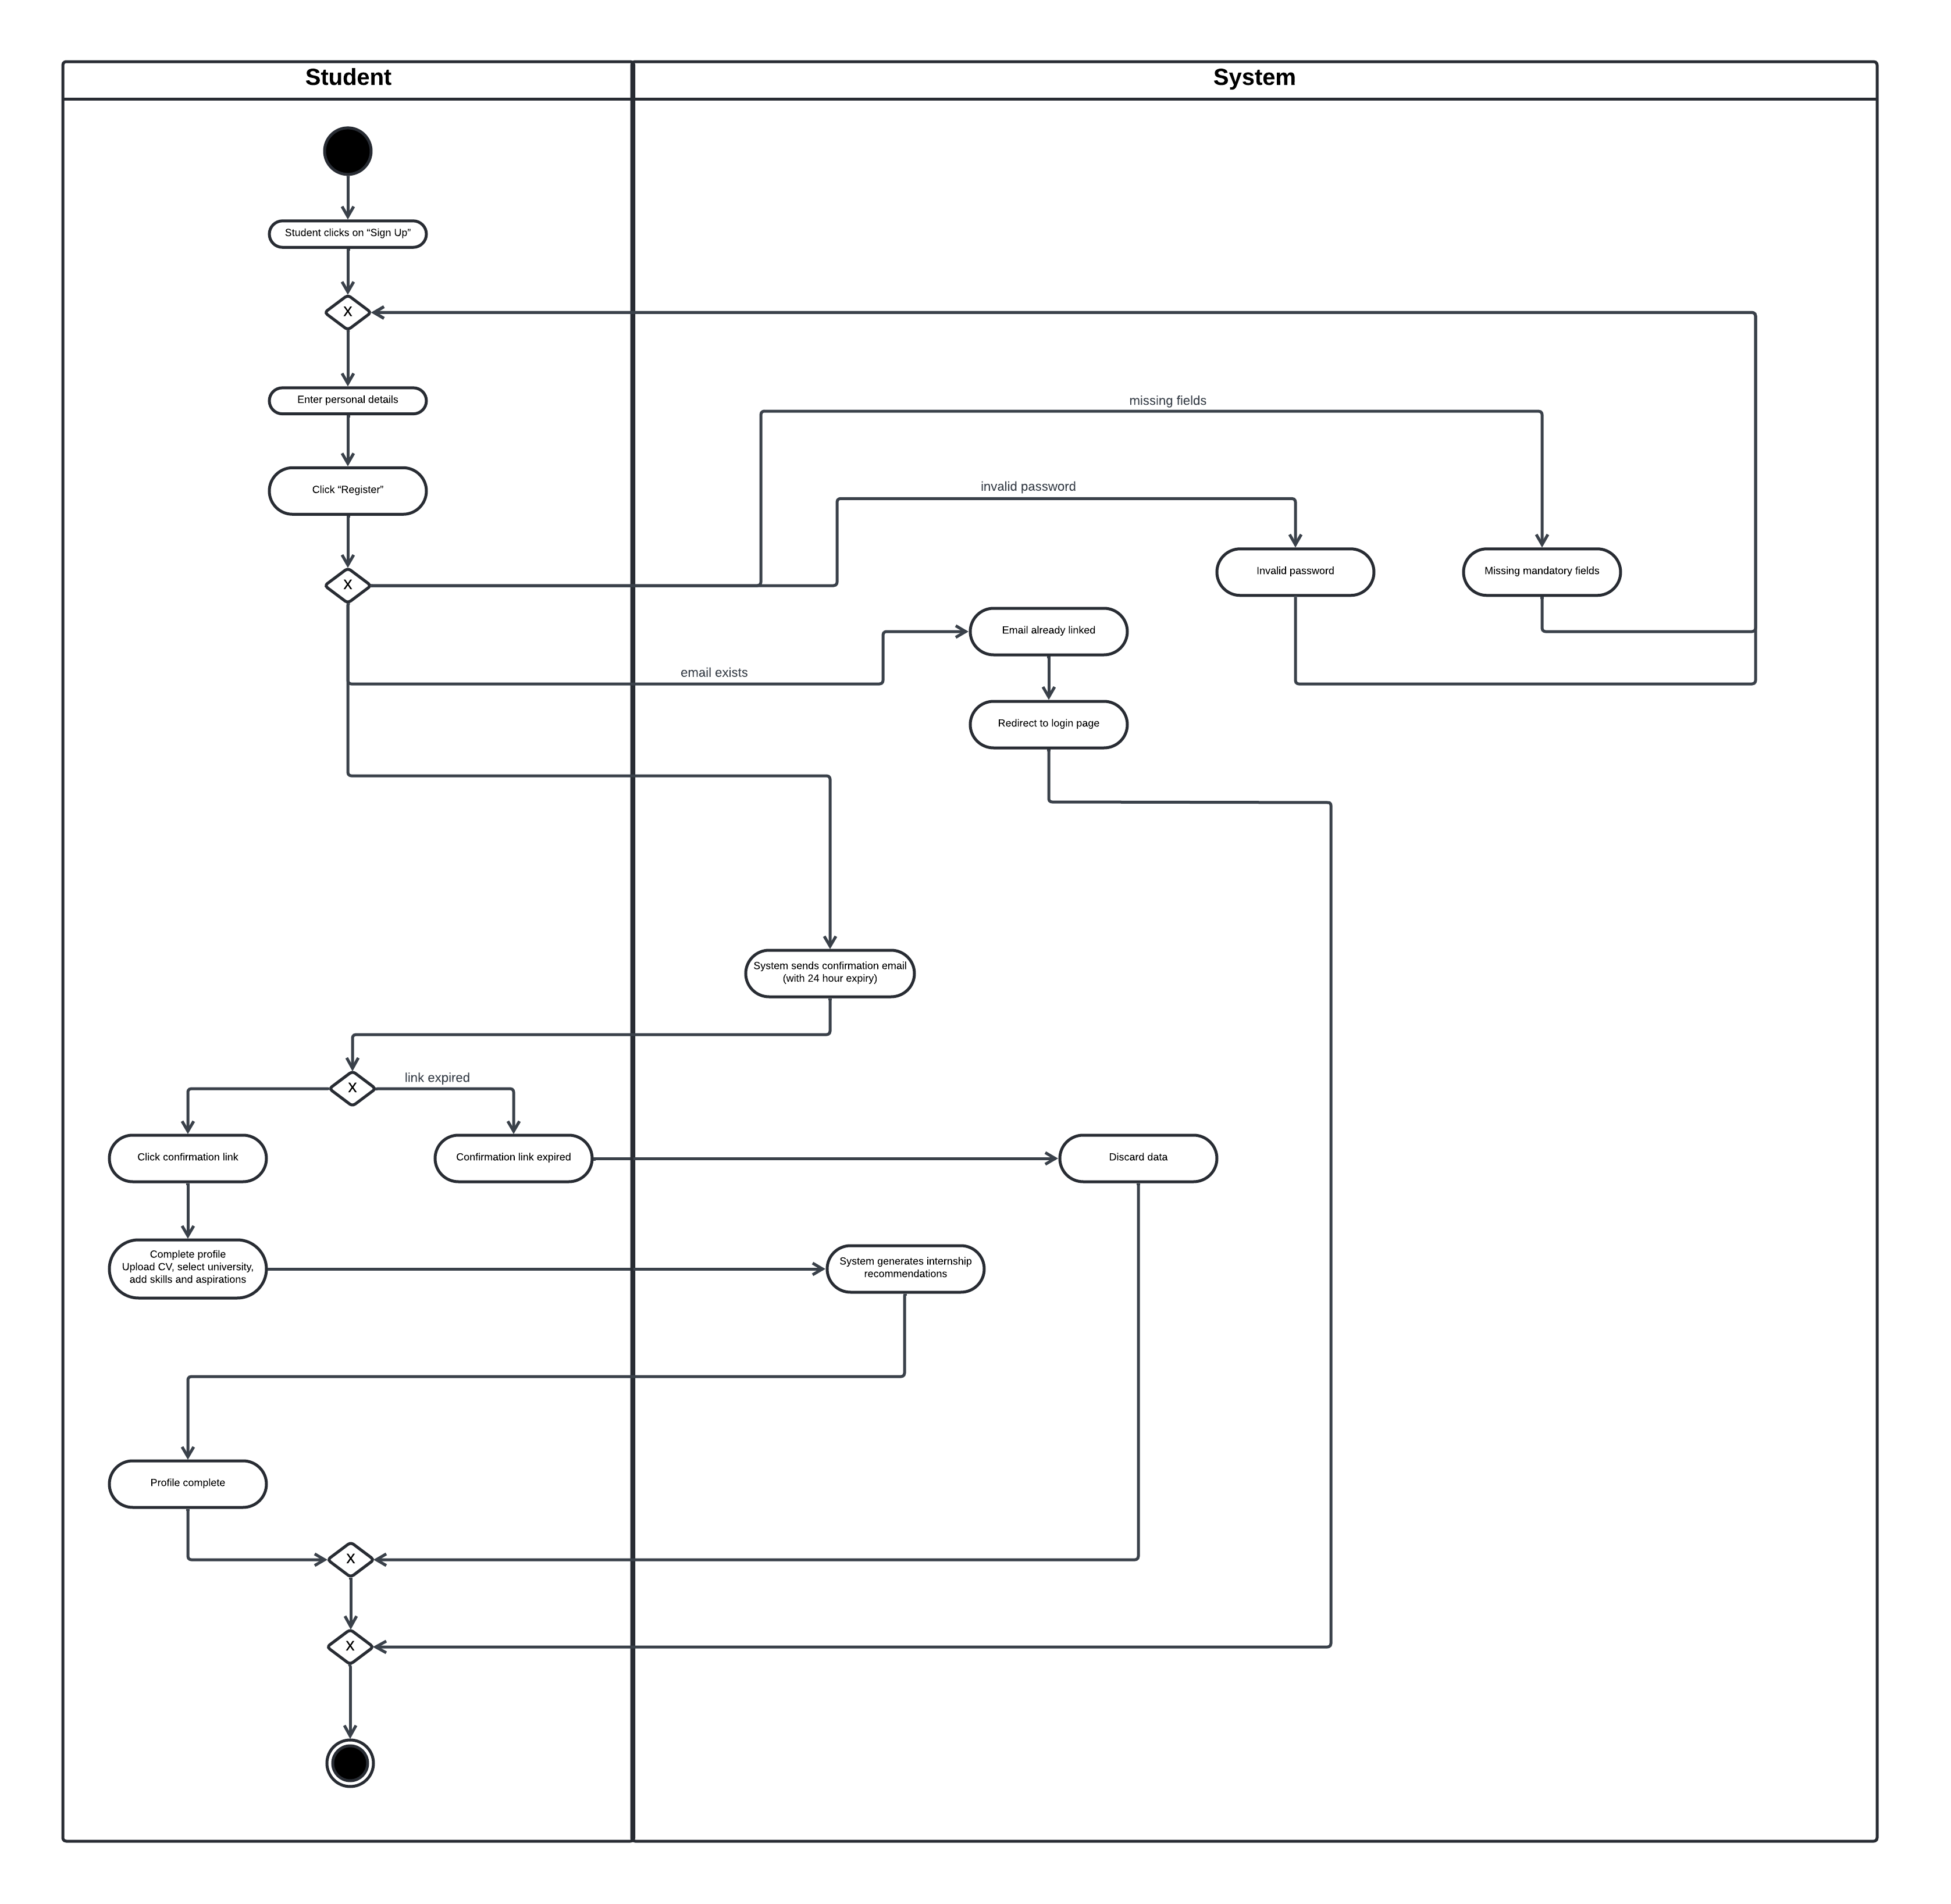 Student
System
Student clicks on “Sign Up”
X
Enter personal details
missing fields
Click “Register”
invalid password
X
Invalid password
Missing mandatory fields
Email already linked
email exists
Redirect to login page
System sends confirmation email
(with 24 hour expiry)
X
link expired
Click confirmation link
Confirmation link expired
Discard data
Complete profile
Upload CV, select university,
add skills and aspirations
System generates internship
recommendations
Profile complete
X
X